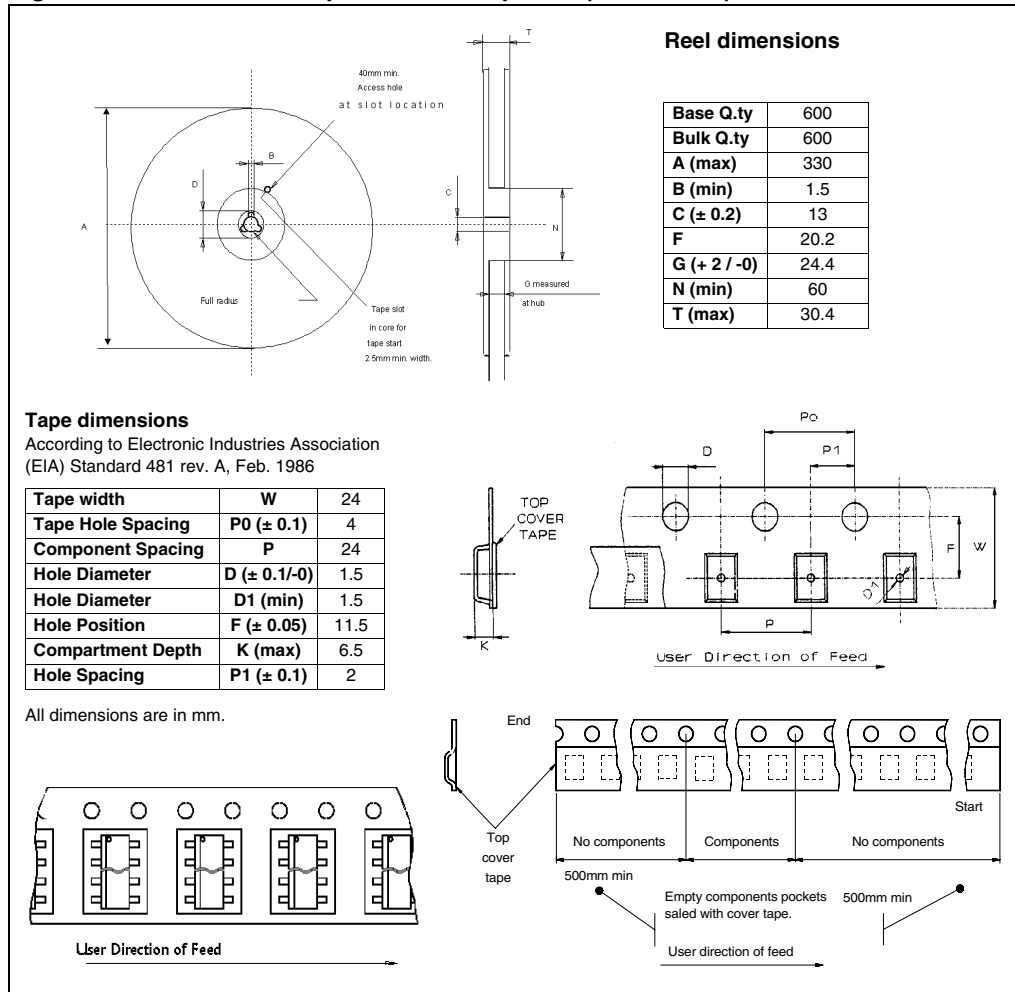 T
Reel dimensions
40mm min.
Access hole
at slot location
Base Q.ty 600
Bulk Q.ty 600
A (max) 330
B (min) 1.5
C (± 0.2) 13
F 20.2
G (+ 2 / -0) 24.4
N (min) 60
T (max) 30.4
B
D
C
A
N
Full radius
G measured
at hub
Tape slot
in core for
tape start
2.5mm min. width.
Tape dimensions
According to Electronic Industries Association
(EIA) Standard 481 rev. A, Feb. 1986
Tape width W 24
Tape Hole Spacing P0 (± 0.1) 4
Component Spacing P 24
Hole Diameter D (± 0.1/-0) 1.5
Hole Diameter D1 (min) 1.5
Hole Position F (± 0.05) 11.5
Compartment Depth K (max) 6.5
Hole Spacing P1 (± 0.1) 2
All dimensions are in mm.
Po
D
P1
TOP
COVER
TAPE
F
W
D1
K
P
User Direction of Feed
End
Start
Top
cover
tape
No components
Components
No components
500mm min
Empty components pockets
saled with cover tape.
500mm min
User direction of feed
User Direction of Feed